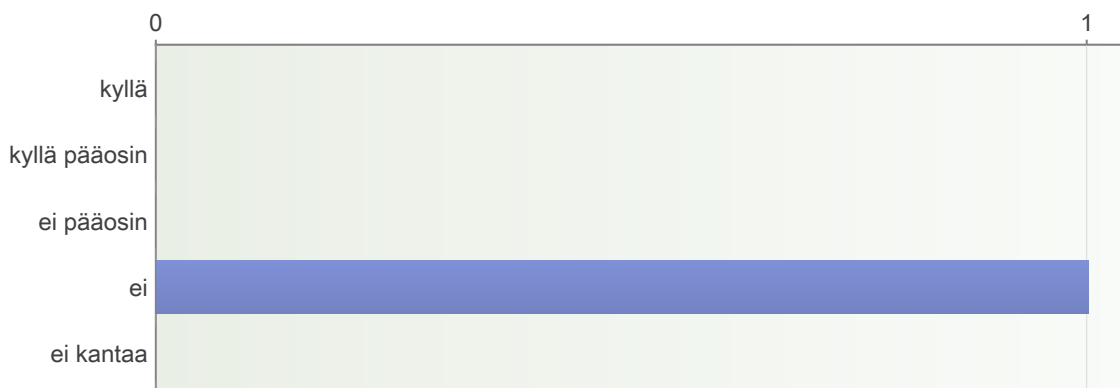 0 1
kyllä
kyllä pääosin
ei pääosin
ei
ei kantaa